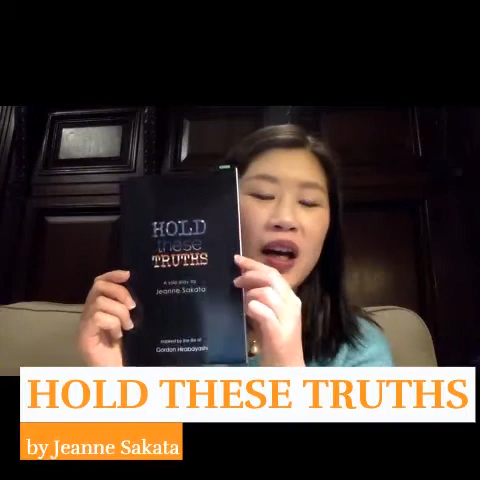 HOLD
these
TRUTHS
A solo play by
Jeanne Sakata
Inspired by the life of
Gordon Hirabayashi
HOLD THESE TRUTHS
by Jeanne Sakata